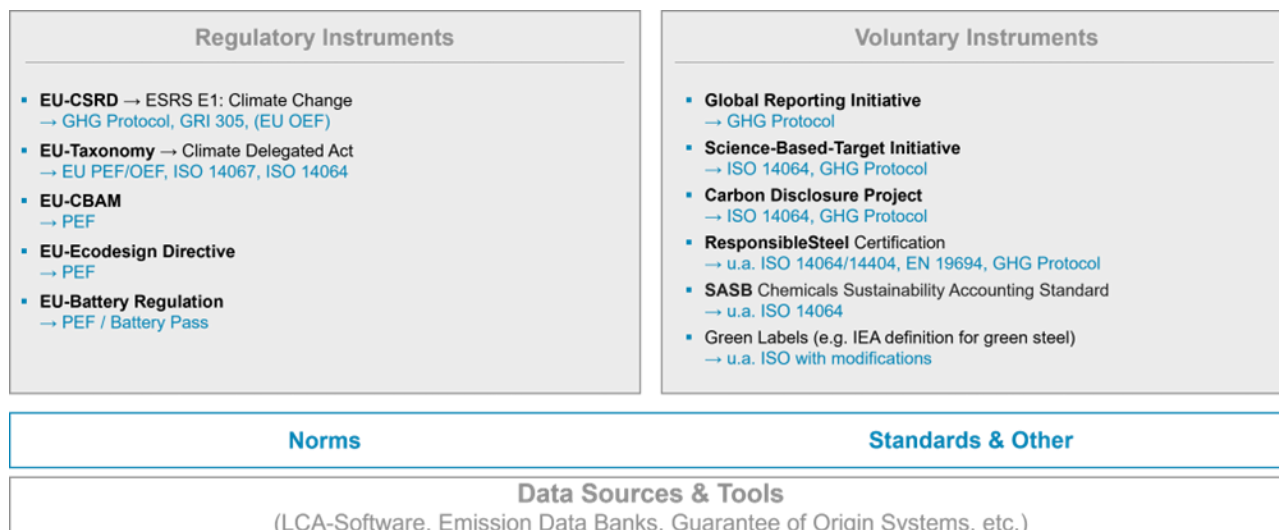 Regulatory Instruments
EU-CSRD → ESRS E1: Climate Change
→ GHG Protocol, GRI 305, (EU OEF)
EU-Taxonomy → Climate Delegated Act
→ EU PEF/OEF, ISO 14067, ISO 14064
EU-CBAM
→ PEF
EU-Ecodesign Directive
→ PEF
EU-Battery Regulation
→ PEF / Battery Pass
Voluntary Instruments
Global Reporting Initiative
→ GHG Protocol
Science-Based-Target Initiative
→ ISO 14064, GHG Protocol
Carbon Disclosure Project
→ ISO 14064, GHG Protocol
ResponsibleSteel Certification
→ u.a. ISO 14064/14404, EN 19694, GHG Protocol
SASB Chemicals Sustainability Accounting Standard
→ u.a. ISO 14064
Green Labels (e.g. IEA definition for green steel)
→ u.a. ISO with modifications
Norms
Standards & Other
Data Sources & Tools
(LCA-Software, Emission Data Banks, Guarantee of Origin Systems, etc.)